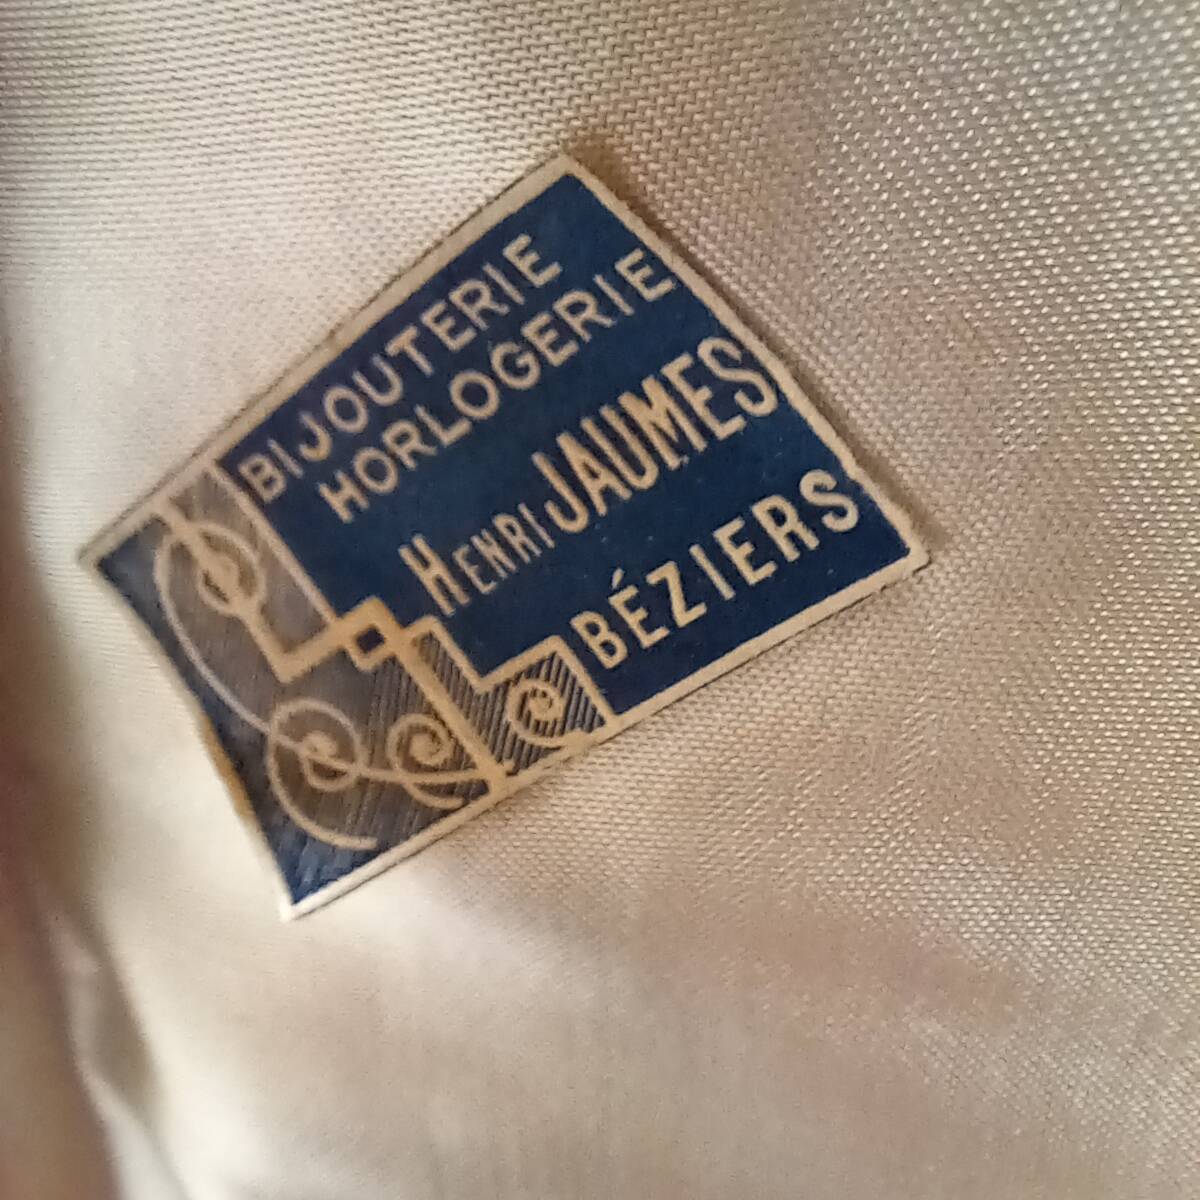 BIJOUTERIE
HORLOGERIE
HENRI JAUMES
BÉZIERS